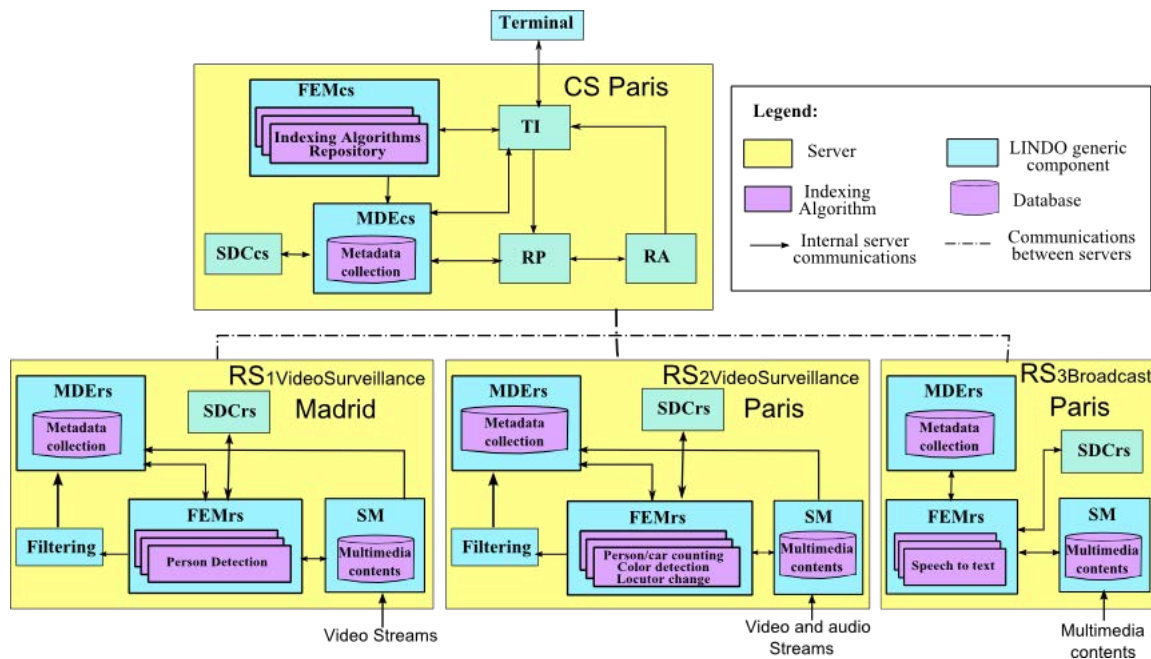 Terminal
CS Paris
FEMcs
Indexing Algorithms
Repository
TI
MDEcs
Metadata
collection
SDCcs
RP
RA
Legend:
Server
LINDO generic
component
Indexing
Algorithm
Database
Internal server
communications
Communications
between servers
RS1VideoSurveillance
Madrid
MDErs
Metadata
collection
SDCrs
FEMrs
Person Detection
Filtering
SM
Multimedia
contents
Video Streams
RS2VideoSurveillance
Paris
MDErs
Metadata
collection
SDCrs
FEMrs
Person/car counting
Color detection
Locutor change
Filtering
SM
Multimedia
contents
Video and audio
Streams
RS3Broadcast
Paris
MDErs
Metadata
collection
SDCrs
FEMrs
Speech to text
SM
Multimedia
contents
Multimedia
contents